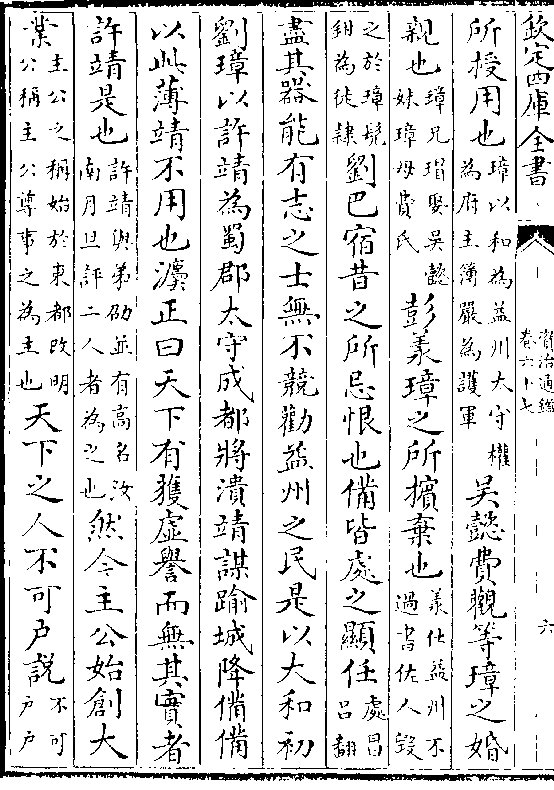 欽定四庫全書
資治通鑑
卷六十七
六
所授用也璋以和為益州太守權為府主簿嚴為護軍吳懿費觀等璋之婚
親也璋兄瑁娶吳懿妹璋母費氏彭羕璋之所擯棄也羕仕益州不過書佐人毀
之於璋髠鉗為徒隸劉巴宿昔之所忌恨也備皆處之顯任處昌呂翻
盡其器能有志之士無不競勸益州之民是以大和初
劉璋以許靖為蜀郡太守成都將潰靖謀踰城降備備
以此薄靖不用也灋正曰天下有獲虛譽而無其實者
許靖是也許靖與弟劭並有高名汝南月旦評二人者為之也然今主公始創大
業主公之稱始於東都改明公稱主公尊事之為主也天下之人不可戶說不可戶戶